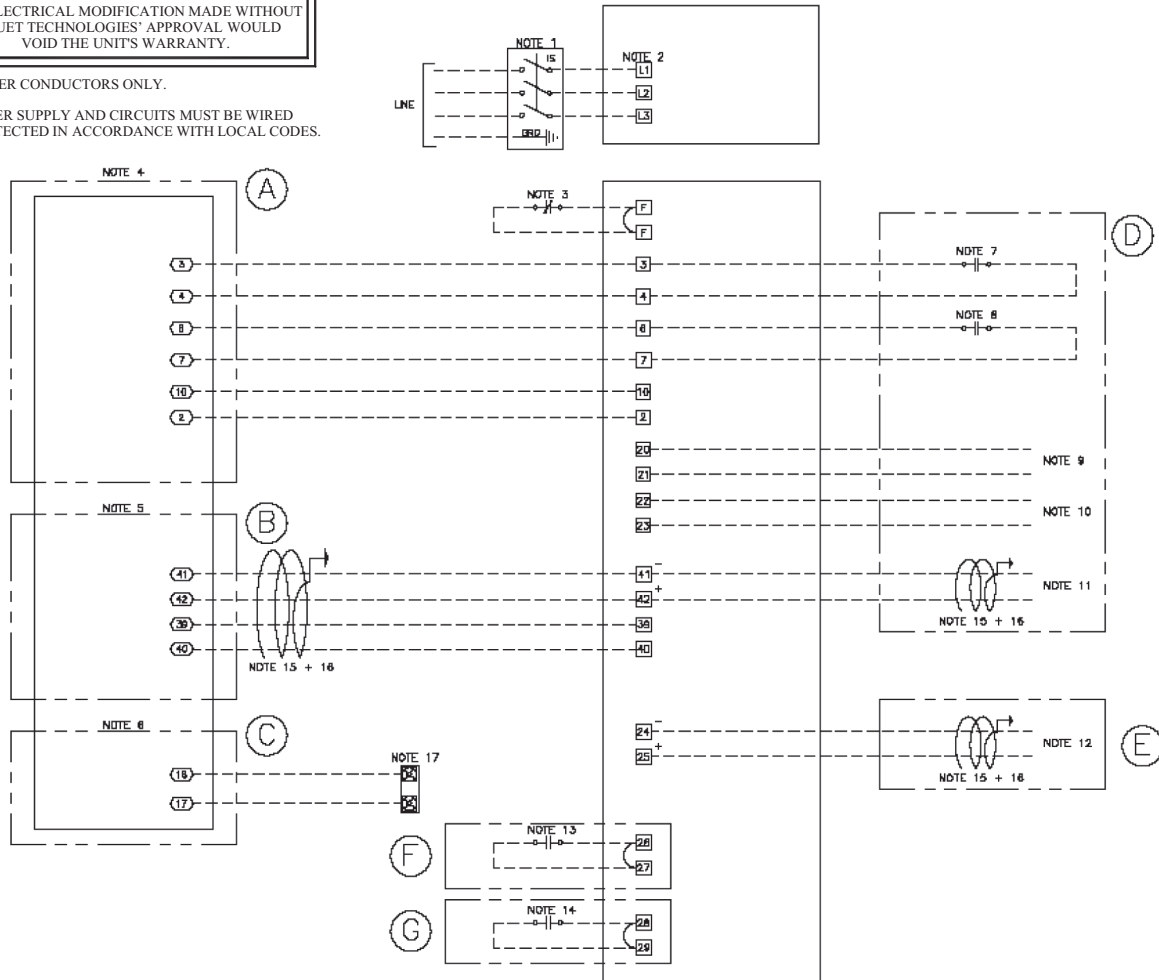 LECTRICAL MODIFICATION MADE WITHOUT
UET TECHNOLOGIES' APPROVAL WOULD
VOID THE UNIT'S WARRANTY.
ER CONDUCTORS ONLY.
ER SUPPLY AND CIRCUITS MUST BE WIRED
TECTED IN ACCORDANCE WITH LOCAL CODES.
NOTE 1
IS
LINE
GRD
NOTE 2
L1
L2
L3
NOTE 4
A
NOTE 3
F
F
D
3
3
NOTE 7
4
4
6
6
NOTE 8
7
7
10
10
2
2
20
NOTE 9
21
22
NOTE 10
23
NOTE 5
B
41
41
-
NOTE 11
42
42
+
39
39
NOTE 15 + 16
40
40
NOTE 15 + 16
NOTE 6
C
24
-
NOTE 12
E
25
+
NOTE 15 + 16
NOTE 17
17
NOTE 13
F
26
27
NOTE 14
G
28
29